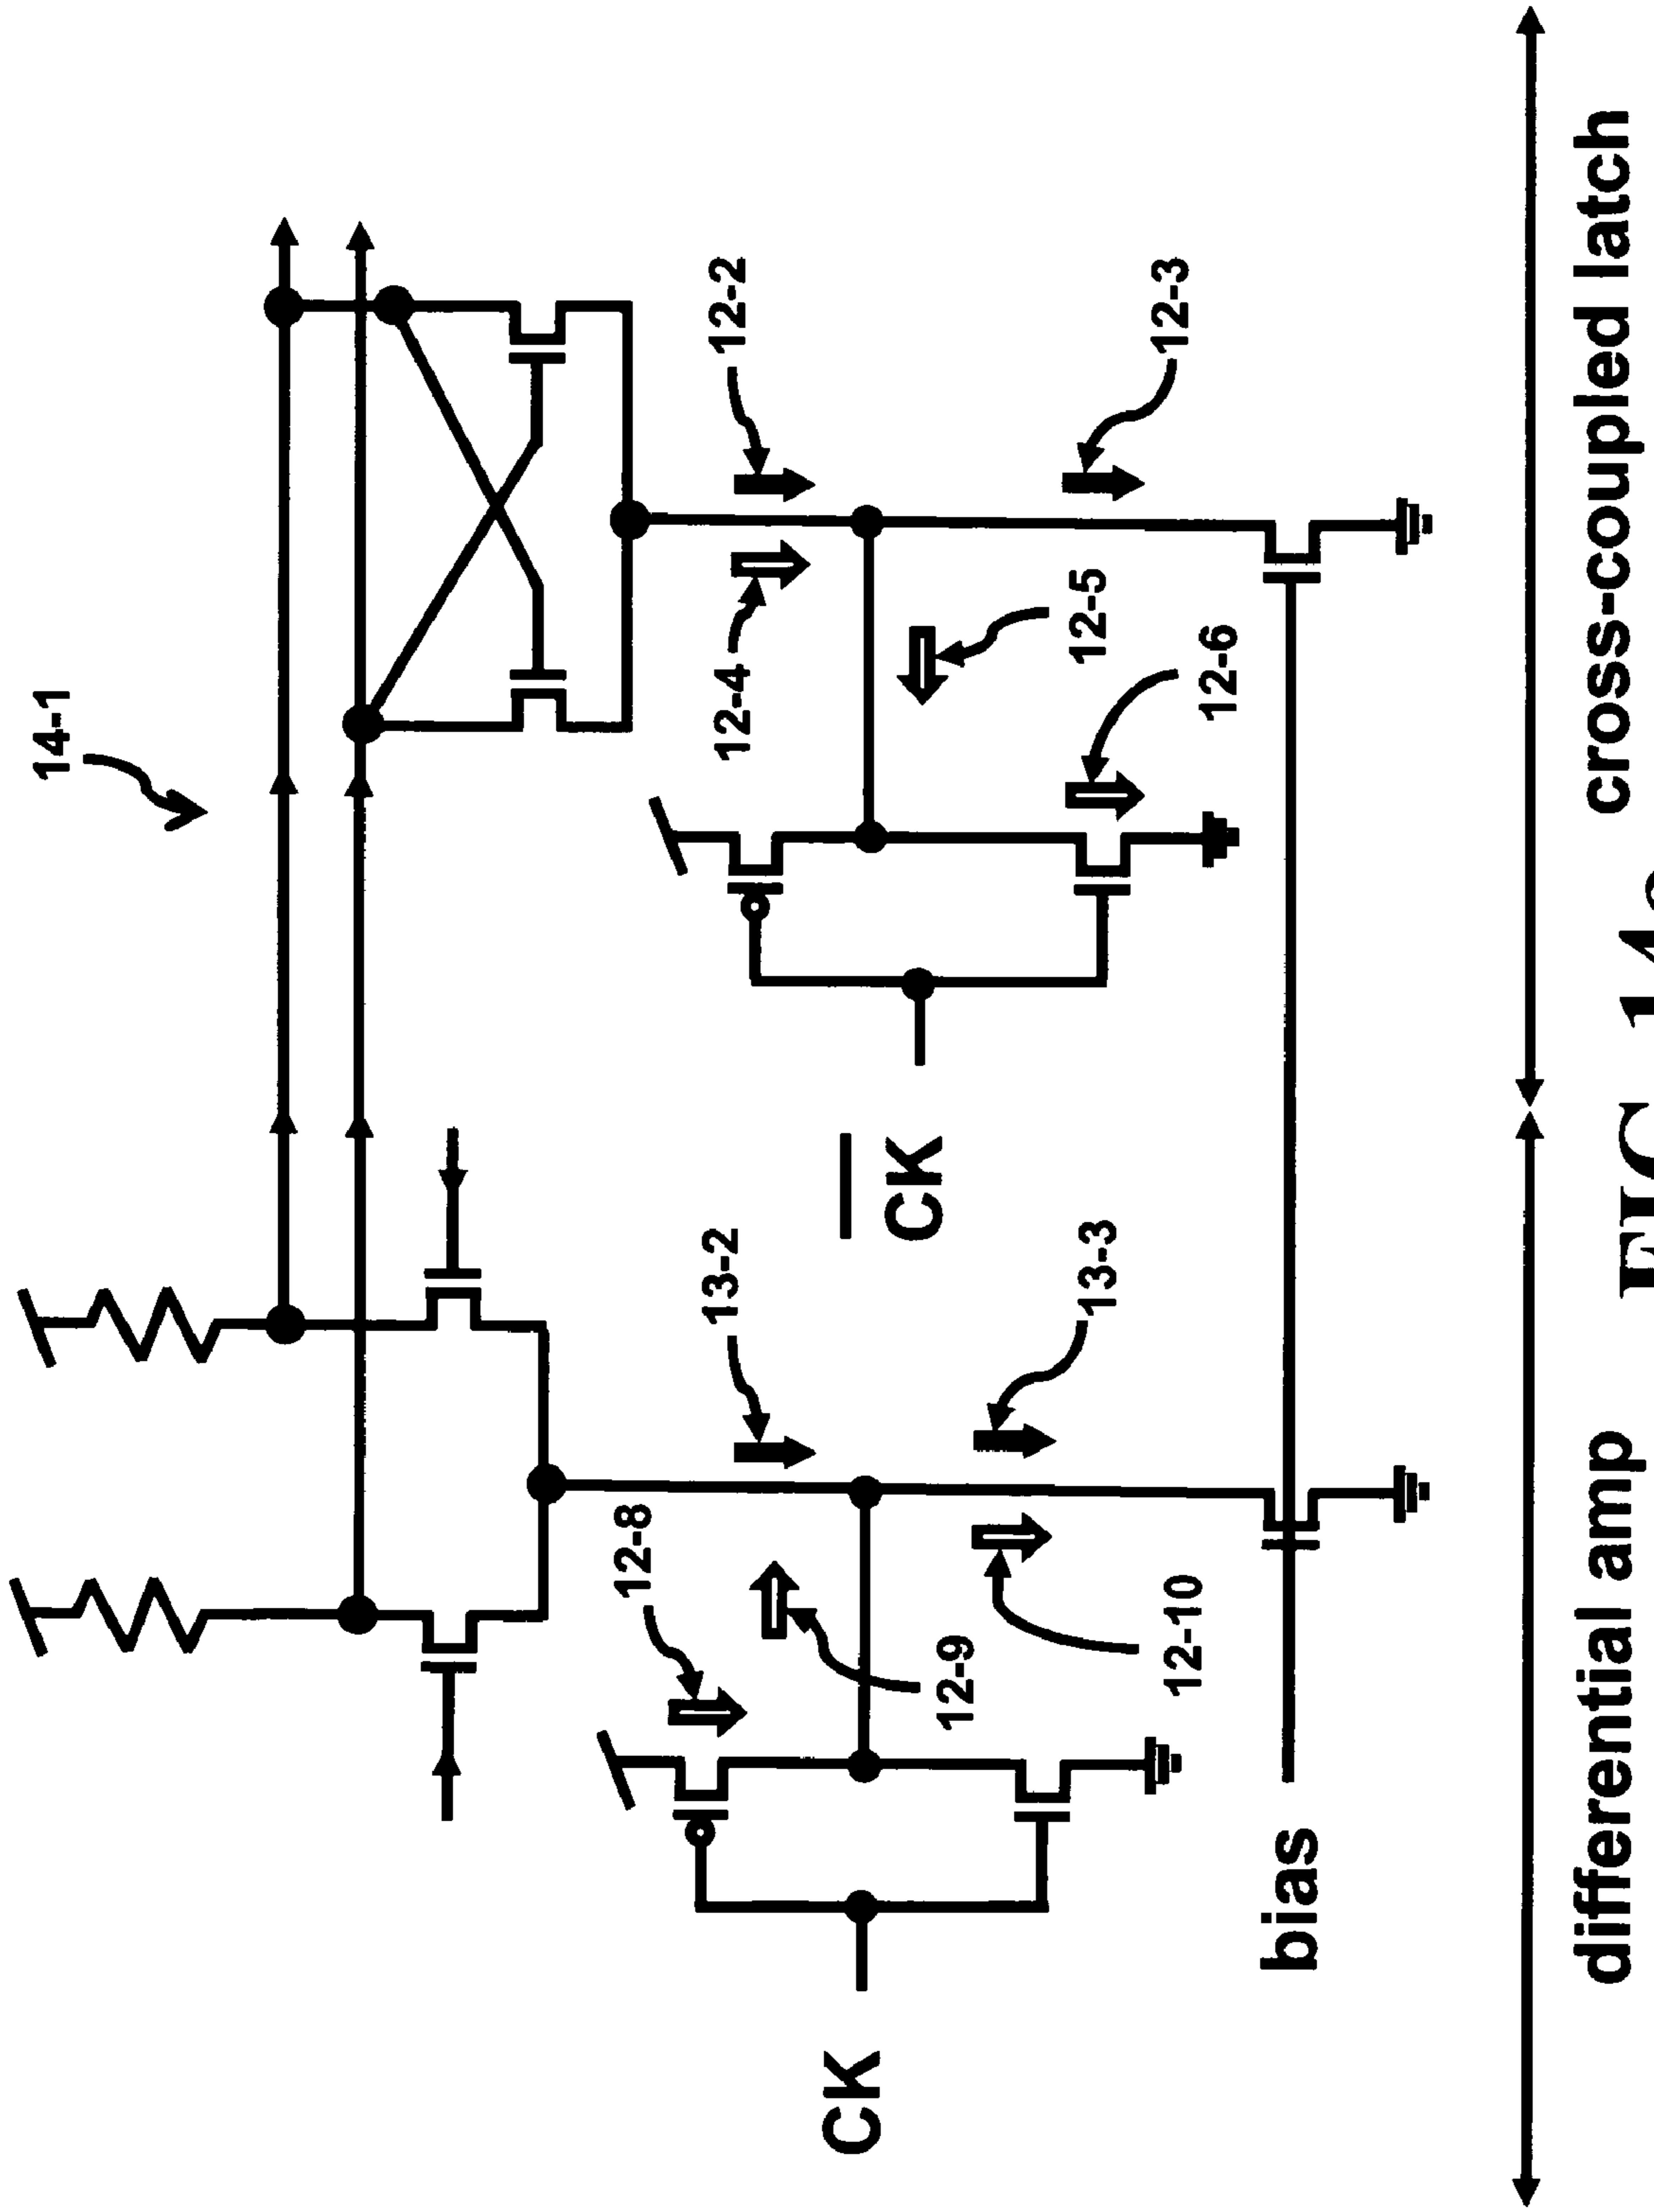 14-1
12-2
12-4
12-3
12-5
12-6
13-2
12-8
13-3
12-9
12-10
CK
CK
bias
differential amp
cross-coupled latch